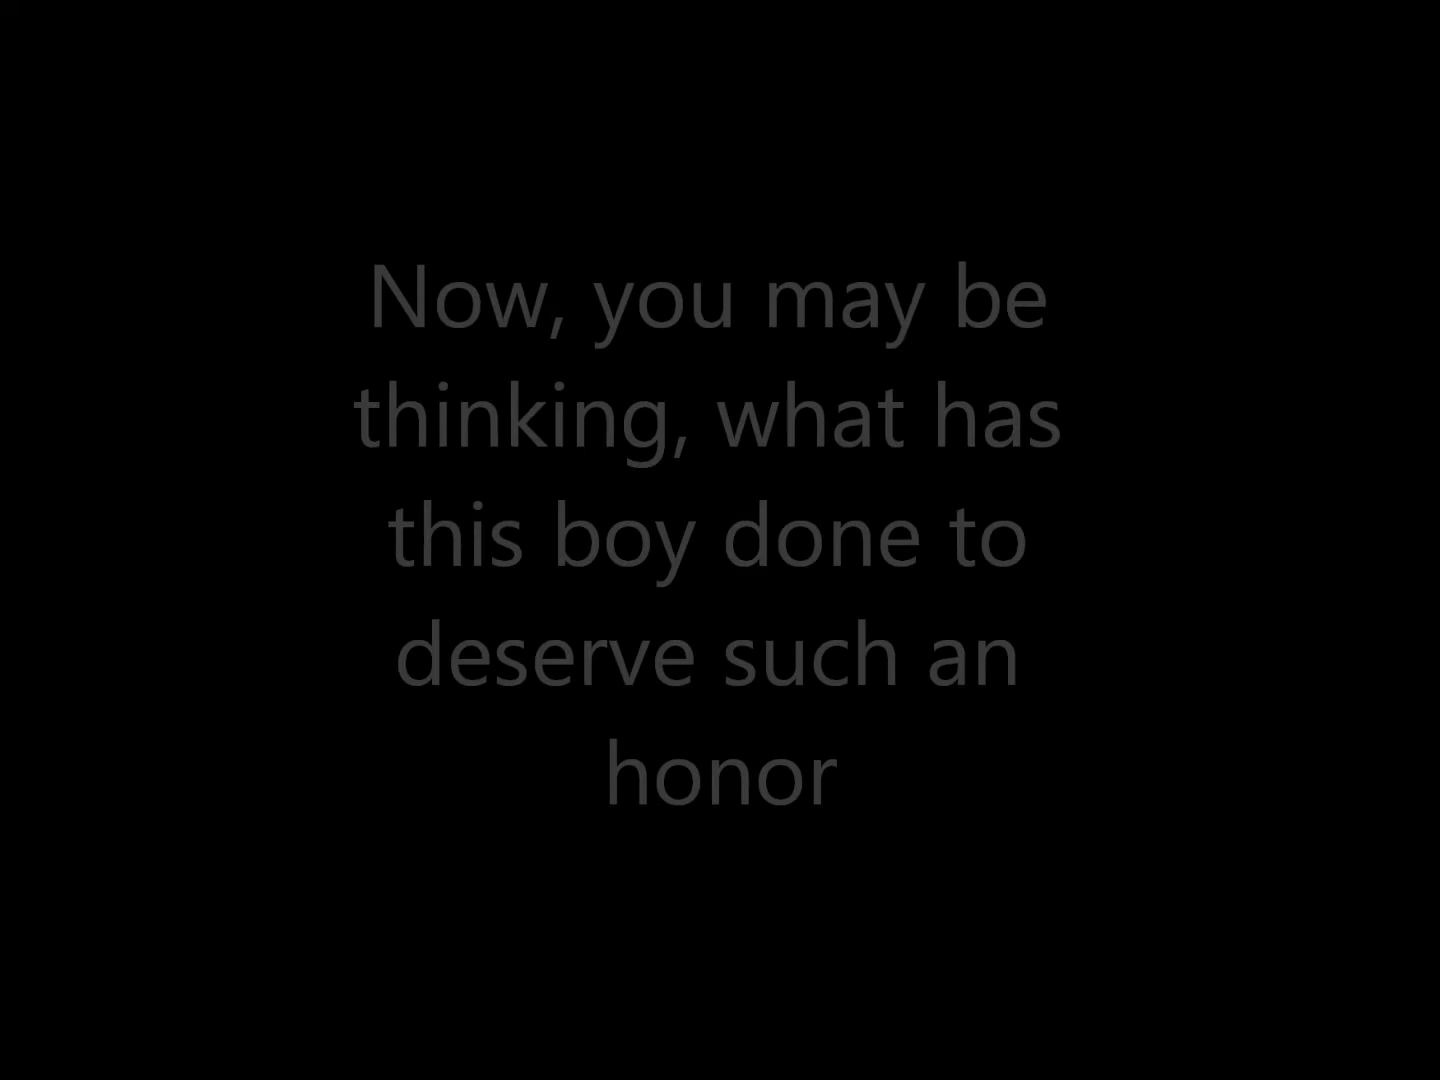 Now, you may be
thinking, what has
this boy done to
deserve such an
honor